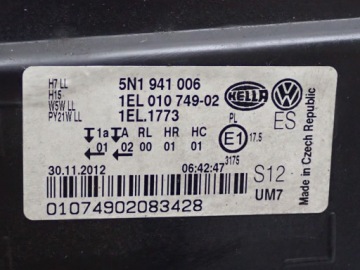 H7 LL
H15
W5W LL
PY21W LL
5N1 941 006
1EL 010 749-02
1EL.1773
HELLA
PL
ES
1a A RL HR HC
01 02 00 01 01
E1
17.5
3175
30.11.2012
06:42:47
S12
UM7
01074902083428
Made in Czech Republic